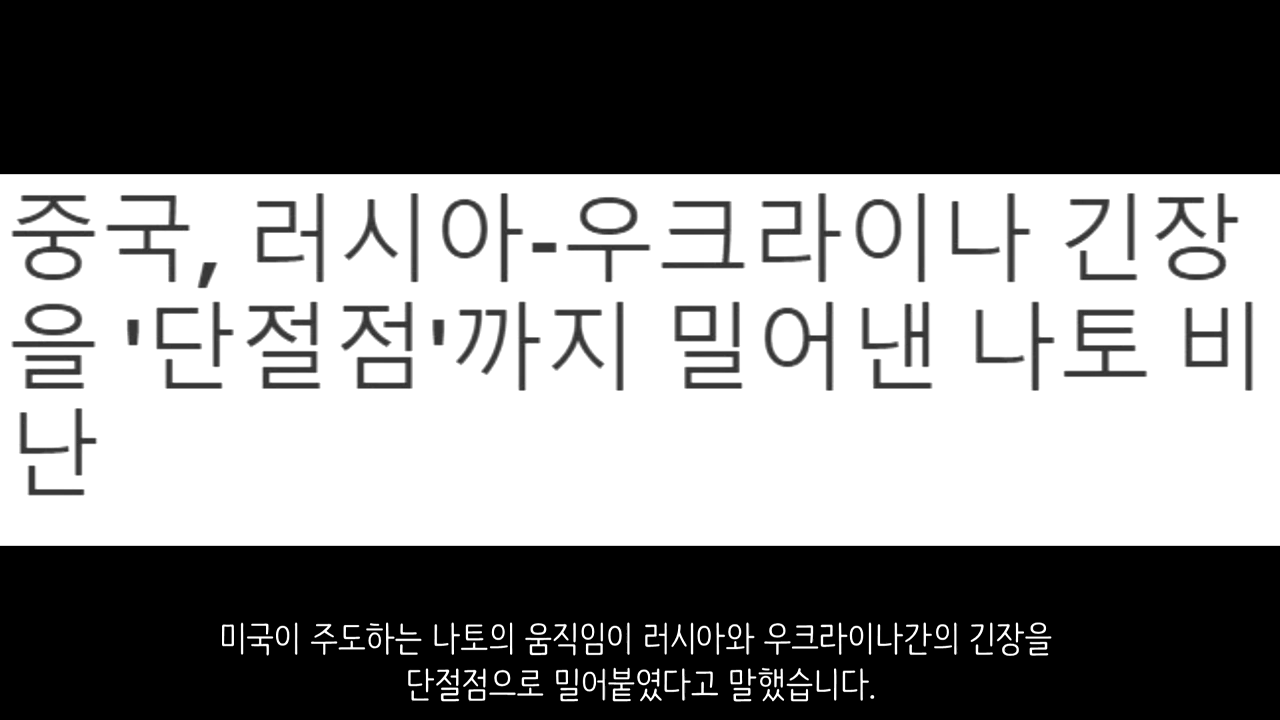 중국, 러시아-우크라이나 긴장
을 '단절점'까지 밀어낸 나토 비
난
미국이 주도하는 나토의 움직임이 러시아와 우크라이나간의 긴장을
단절점으로 밀어붙였다고 말했습니다.